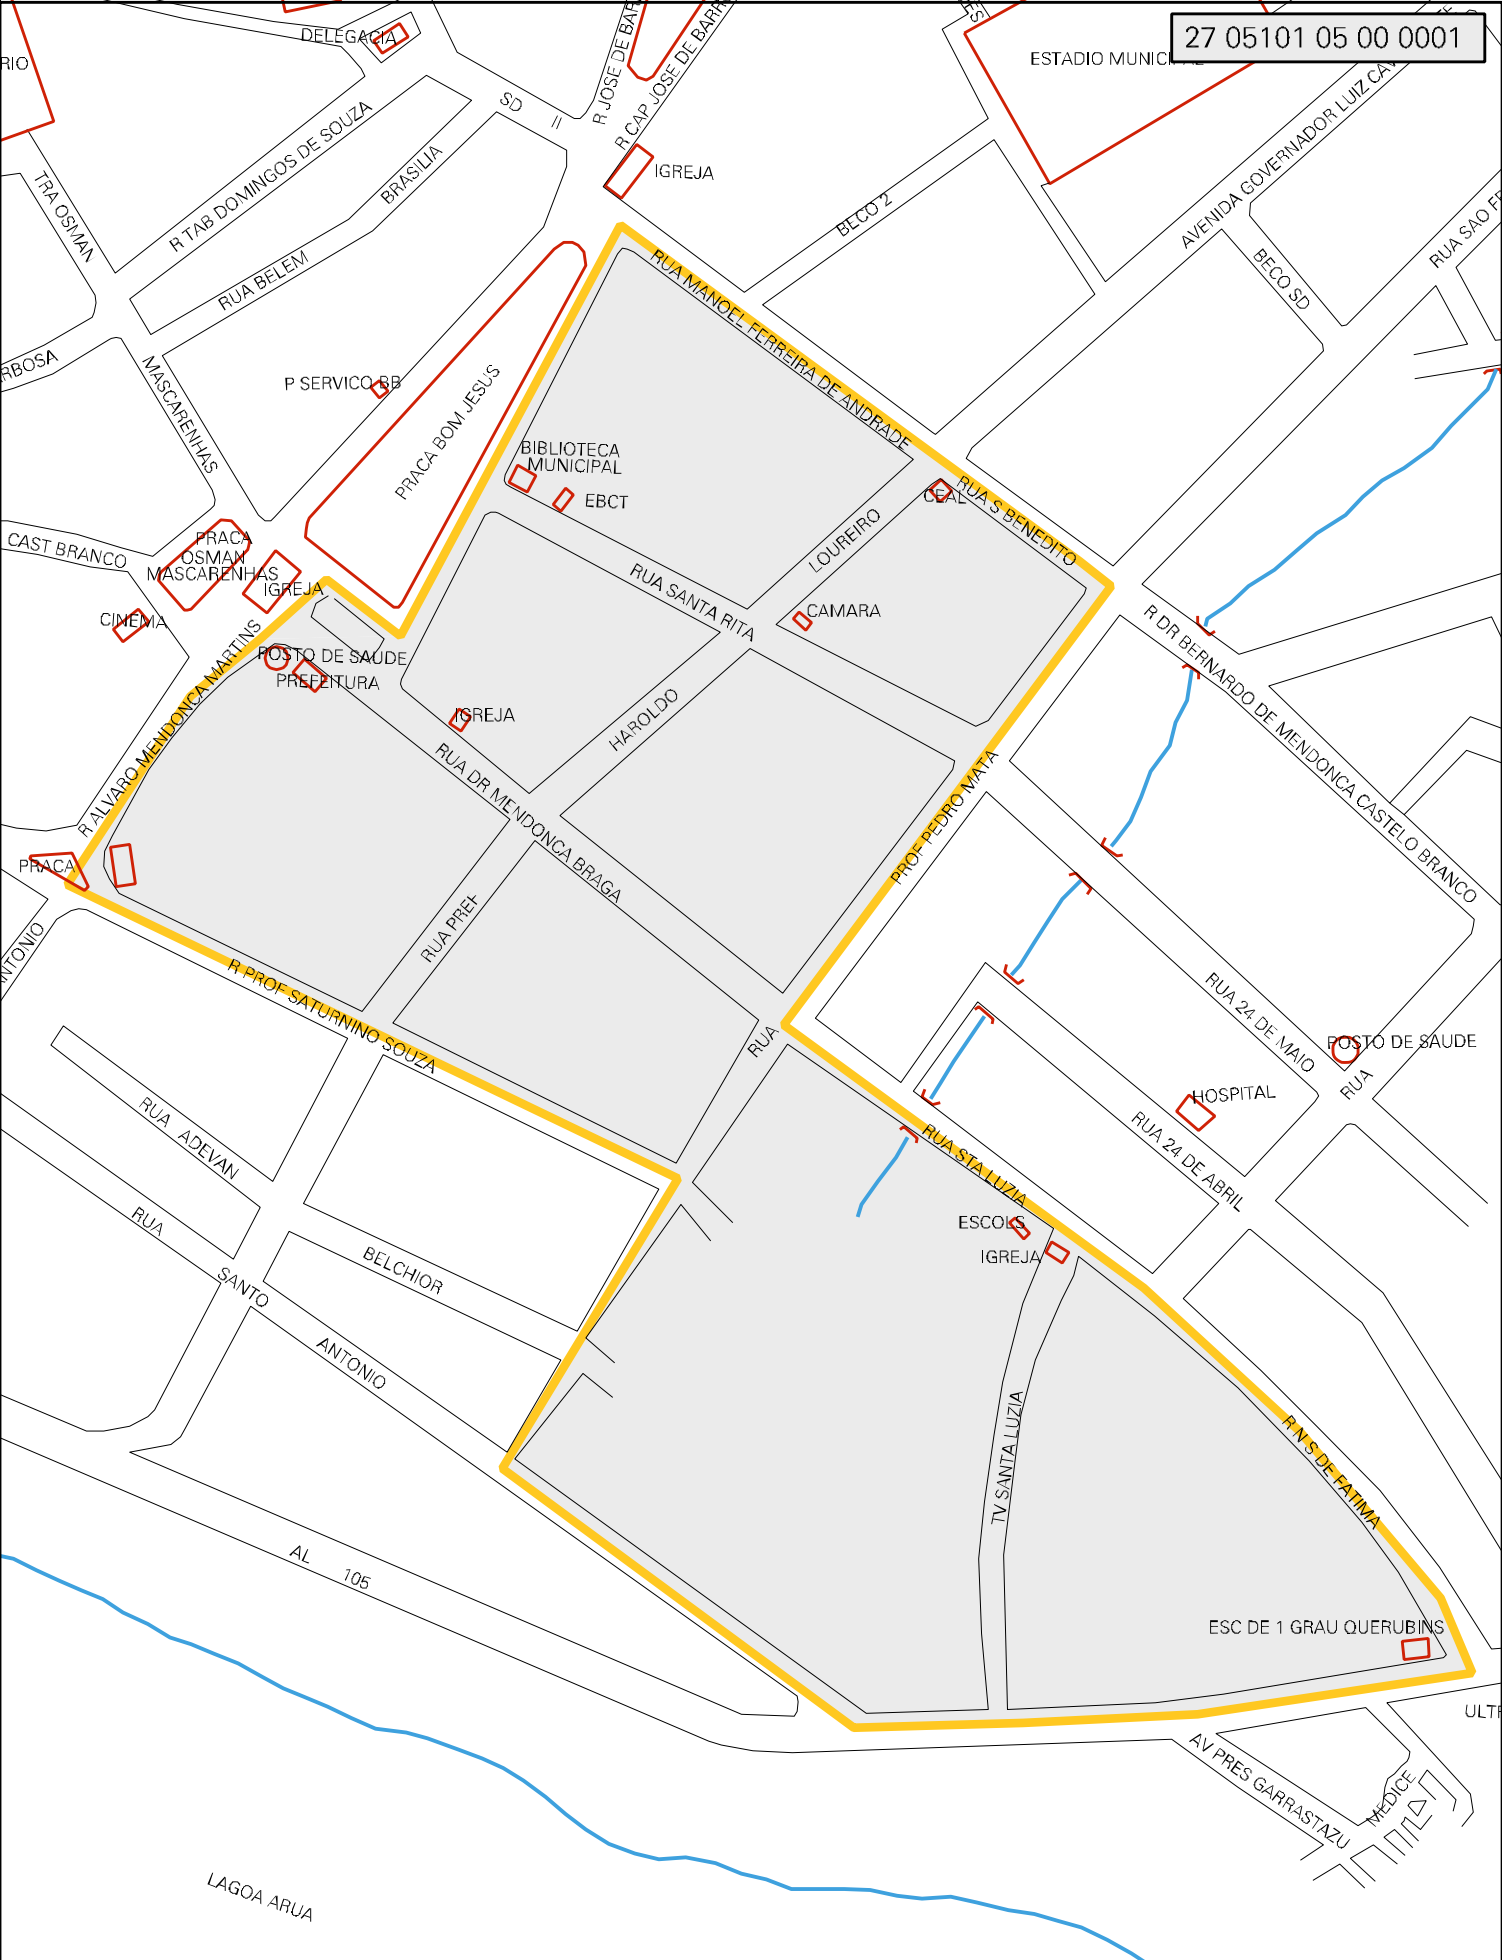 27 05101 05 00 0001
DELEGACIA
RIO
ESTADIO MUNICIPAL
SD
II
R JOSE DE BAR
R CAP JOSE DE BARR
IGREJA
R TAB DOMINGOS DE SOUZA
BRASILIA
TRA OSMAN
BECO 2
AVENIDA GOVERNADOR LUIZ CAV
RUA SAO FR
BECO SD
RUA BELEM
RUA MANOEL FERREIRA DE ANDRADE
RBOSA
MASCARENHAS
P SERVICO BB
PRACA BOM JESUS
BIBLIOTECA
MUNICIPAL
EBCT
CEAL
RUA S BENEDITO
LOUREIRO
CAST BRANCO
PRACA
OSMAN
MASCARENHAS
IGREJA
CINEMA
RUA SANTA RITA
CAMARA
R DR BERNARDO DE MENDONCA CASTELO BRANCO
R ALVARO MENDONCA MARTINS
POSTO DE SAUDE
PREFEITURA
IGREJA
HAROLDO
RUA DR MENDONCA BRAGA
PROF PEDRO MATA
PRACA
RUA PREF
NTONIO
R PROF SATURNINO SOUZA
RUA
RUA 24 DE MAIO
POSTO DE SAUDE
RUA
HOSPITAL
RUA ADEVAN
RUA STA LUZIA
RUA 24 DE ABRIL
RUA
ESCOLS
IGREJA
BELCHIOR
SANTO
ANTONIO
TV SANTA LUZIA
R N S DE FATIMA
AL
105
ESC DE 1 GRAU QUERUBINS
ULTR
AV PRES GARRASTAZU
MEDICE
LAGOA ARUA